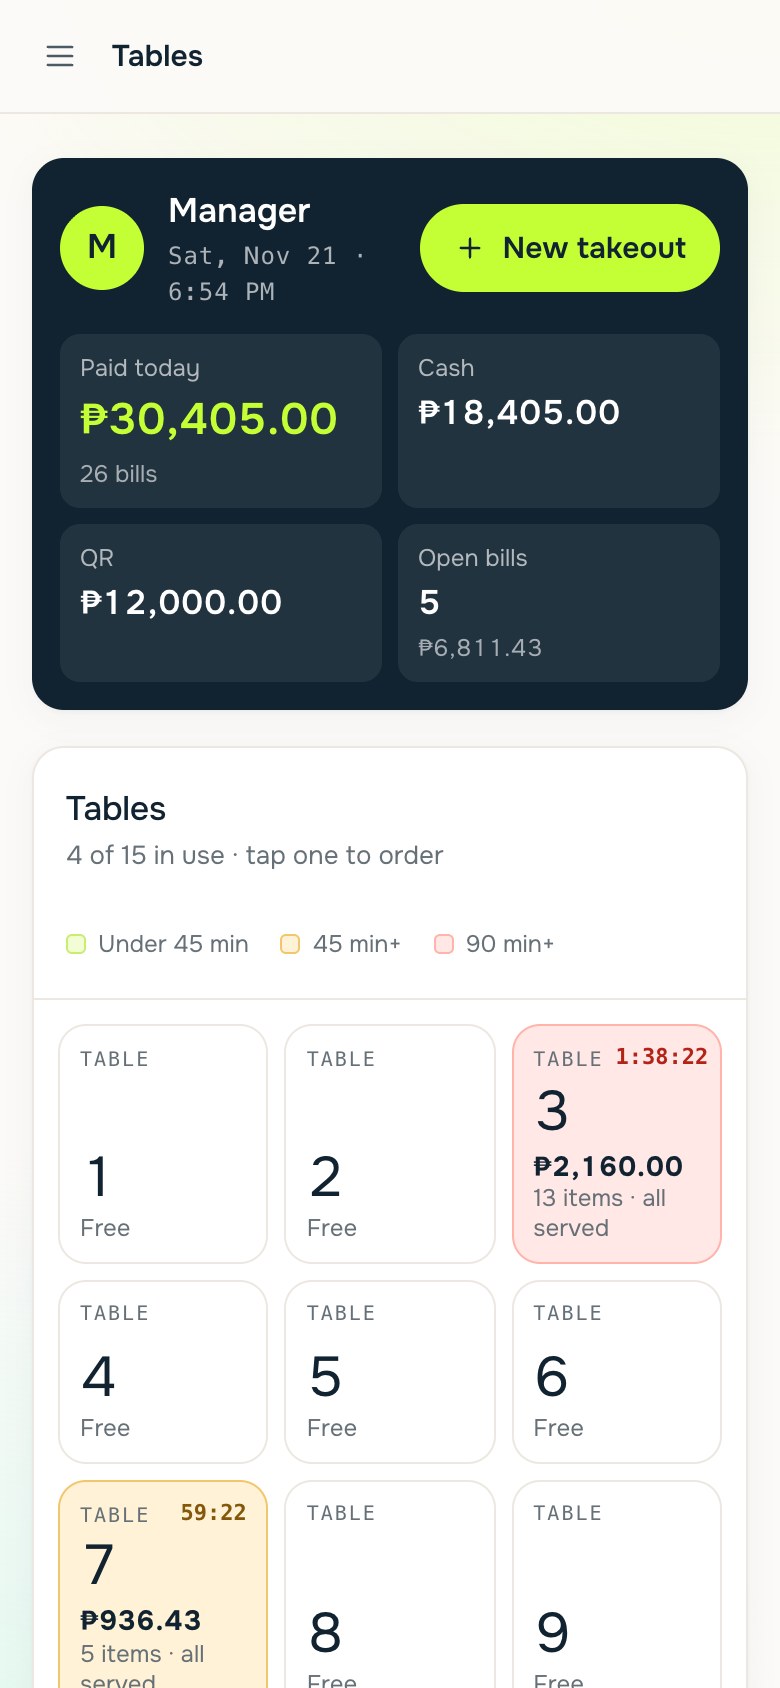 Tables
M
Manager
Sat, Nov 21 ·
6:54 PM
+ New takeout
Paid today
₱30,405.00
26 bills
Cash
₱18,405.00
QR
₱12,000.00
Open bills
5
₱6,811.43
Tables
4 of 15 in use · tap one to order
Under 45 min
45 min+
90 min+
TABLE
1
Free
TABLE
2
Free
TABLE 1:38:22
3
₱2,160.00
13 items · all
served
TABLE
4
Free
TABLE
5
Free
TABLE
6
Free
TABLE 59:22
7
₱936.43
5 items · all
served
TABLE
8
Free
TABLE
9
Free